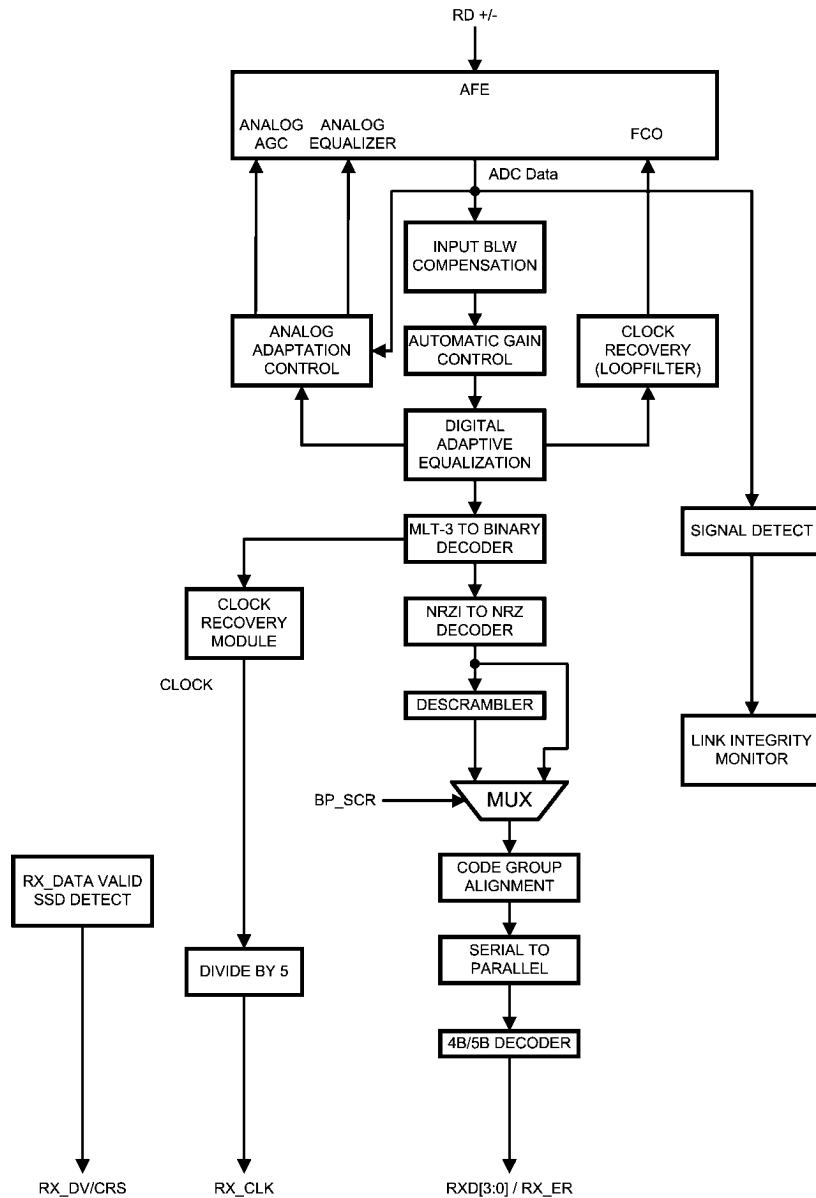 RD +/-
AFE
ANALOG
AGC
ANALOG
EQUALIZER
FCO
ADC Data
INPUT BLW
COMPENSATION
ANALOG
ADAPTATION
CONTROL
AUTOMATIC GAIN
CONTROL
CLOCK
RECOVERY
(LOOPFILTER)
DIGITAL
ADAPTIVE
EQUALIZATION
MLT-3 TO BINARY
DECODER
SIGNAL DETECT
CLOCK
RECOVERY
MODULE
NRZI TO NRZ
DECODER
CLOCK
DESCRAMBLER
LINK INTEGRITY
MONITOR
BP_SCR
MUX
RX_DATA VALID
SSD DETECT
CODE GROUP
ALIGNMENT
DIVIDE BY 5
SERIAL TO
PARALLEL
4B/5B DECODER
RX_DV/CRS
RX_CLK
RXD[3:0] / RX_ER